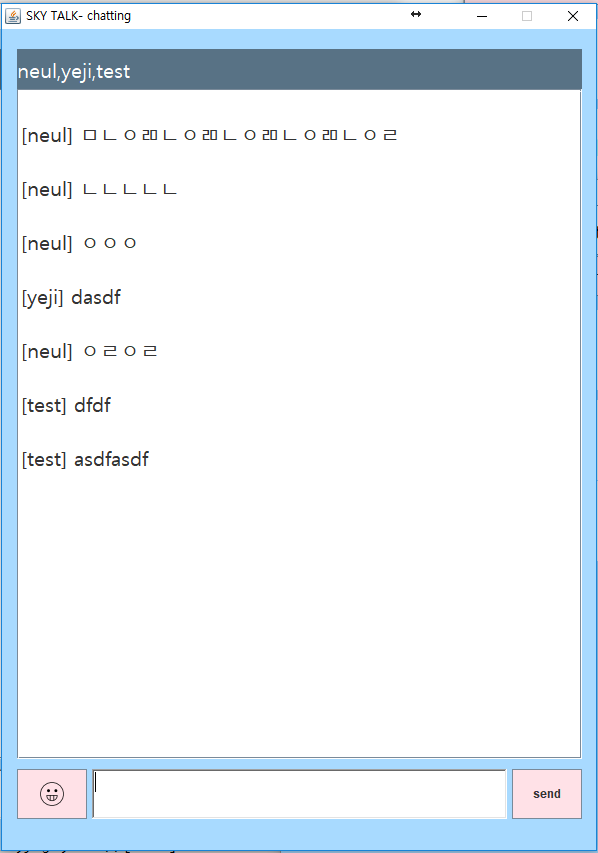 SKY TALK- chatting
neul,yeji,test
[neul] ㅁㄴㅇㄻㄴㅇㄻㄴㅇㄻㄴㅇㄻㄴㅇㄹ
[neul] ㄴㄴㄴㄴㄴ
[neul] ㅇㅇㅇ
[yeji] dasdf
[neul] ㅇㄹㅇㄹ
[test] dfdf
[test] asdfasdf
send